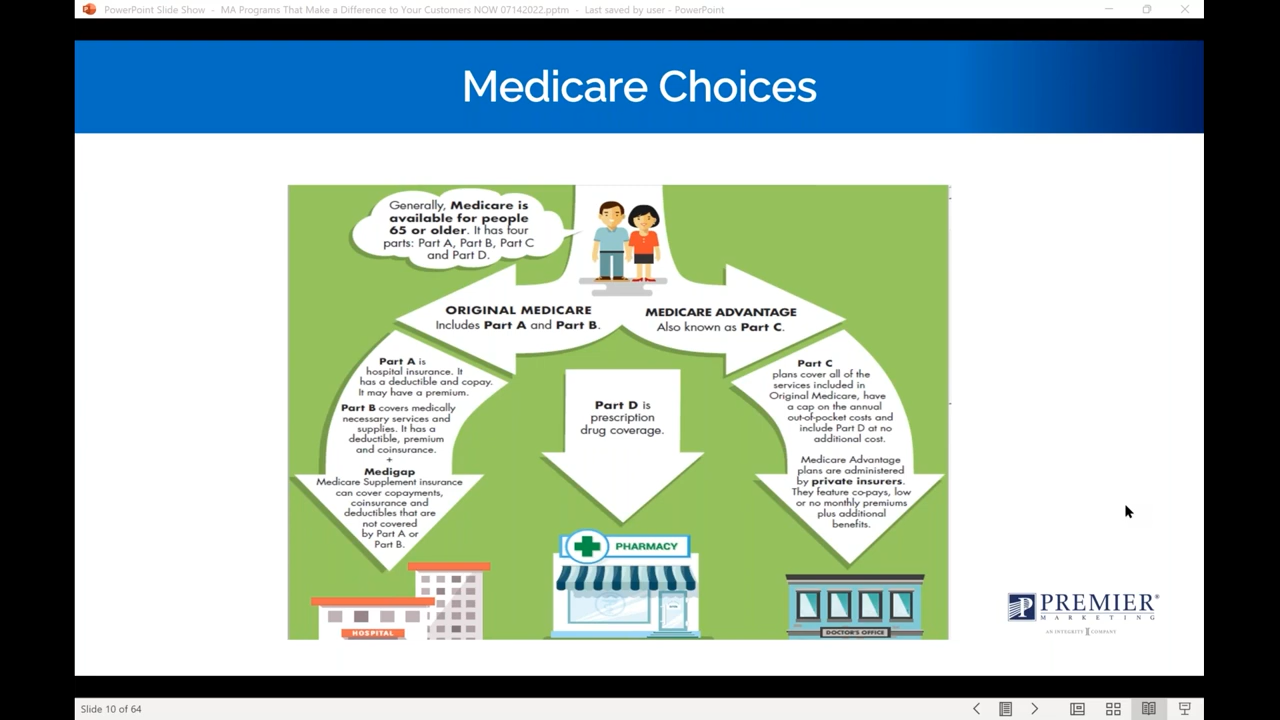 PowerPoint Slide Show - MA Programs That Make a Difference to Your Customers NOW 07142022.pptm - Last saved by user - PowerPoint
Medicare Choices
Generally, Medicare is
available for people
65 or older. It has four
parts: Part A, Part B, Part C
and Part D.
ORIGINAL MEDICARE
Includes Part A and Part B.
MEDICARE ADVANTAGE
Also known as Part C.
Part A is
hospital insurance. It
has a deductible and copay.
It may have a premium.
Part B covers medically
necessary services and
supplies. It has a
deductible, premium
and coinsurance.
+
Medigap
Medicare Supplement insurance
can cover copayments,
coinsurance and
deductibles that are
not covered
by Part A or
Part B.
Part D is
prescription
drug coverage.
Part C
plans cover all of the
services included in
Original Medicare, have
a cap on the annual
out-of-pocket costs and
include Part D at no
additional cost.
Medicare Advantage
plans are administered
by private insurers.
They feature co-pays, low
or no monthly premiums
plus additional
benefits.
HOSPITAL
PHARMACY
DOCTOR'S OFFICE
PREMIER®
MARKETING
AN INTEGRITY COMPANY
Slide 10 of 64